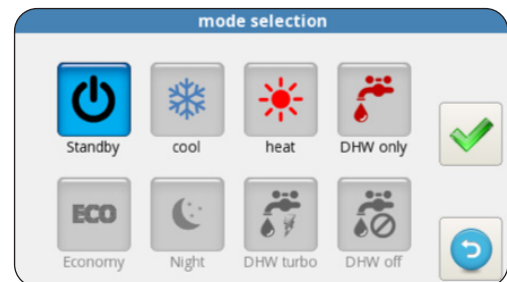 mode selection
Standby cool heat DHW only
ECO
Economy Night DHW turbo DHW off